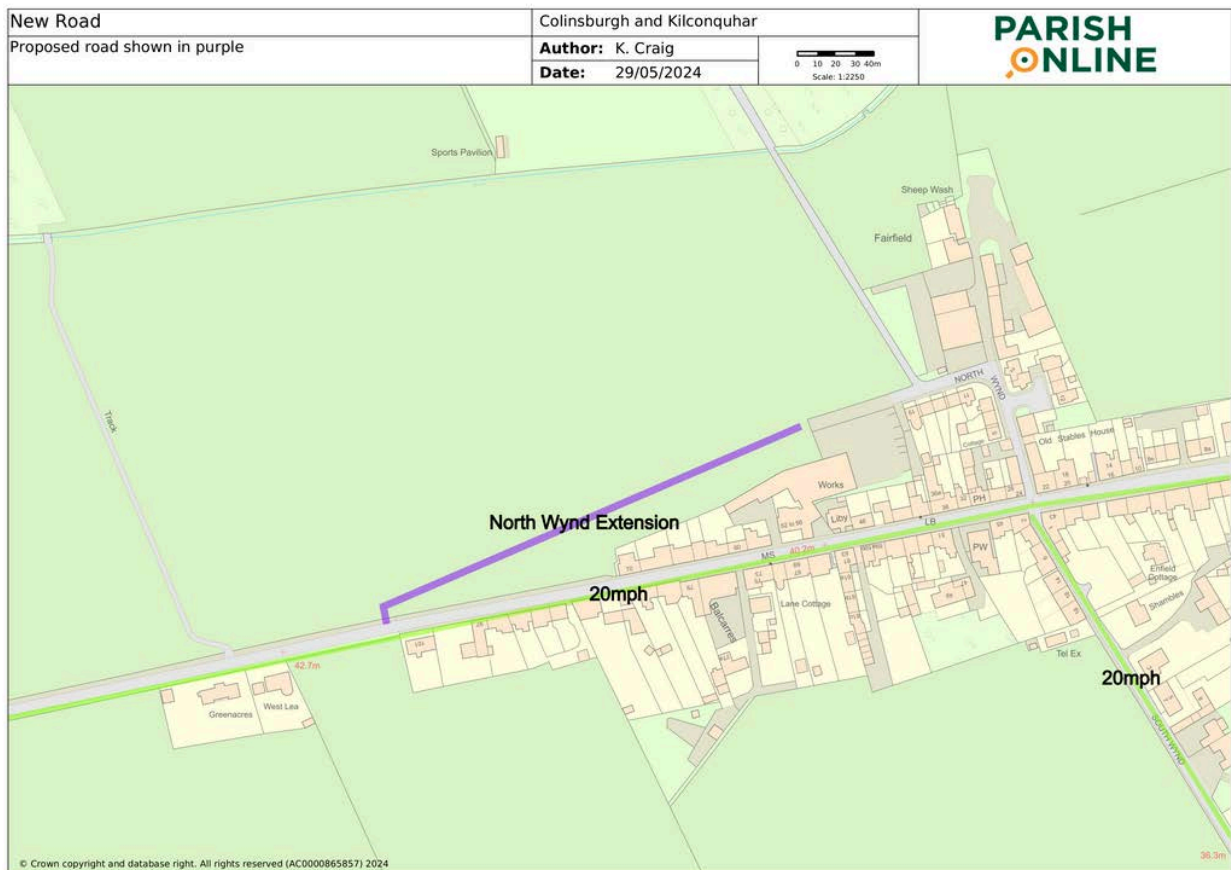 New Road
Proposed road shown in purple
Colinsburgh and Kilconquhar
Author: K. Craig
Date: 29/05/2024
0 10 20 30 40m
Scale: 1:2250
PARISH
ONLINE
Sports Pavilion
Sheep Wash
Fairfield
Track
NORTH
WYND
Cottage
Old Stables House
Works
PH
Liby
LB
MS
40.2m
PW
North Wynd Extension
20mph
Balcarres
Lane Cottage
Enfield
Cottage
Shambles
Tel Ex
20mph
SOUTH WYND
42.7m
Greenacres
West Lea
36.3m
© Crown copyright and database right. All rights reserved (AC0000865857) 2024